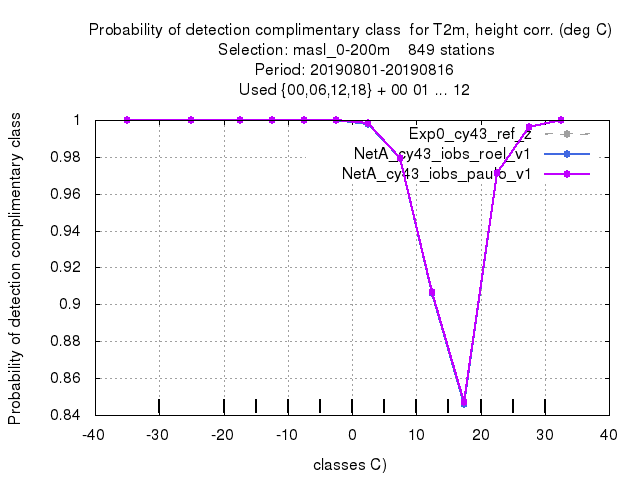 Probability of detection complimentary class  for T2m, height corr. (deg C)
Selection: masl_0-200m    849 stations
Period: 20190801-20190816
Used {00,06,12,18} + 00 01 ... 12
Probability of detection complimentary class
1
0.98
0.96
0.94
0.92
0.9
0.88
0.86
0.84
Exp0_cy43_ref_z
NetA_cy43_iobs_roel_v1
NetA_cy43_iobs_paulo_v1
-40 -30 -20 -10 0 10 20 30 40
classes C)